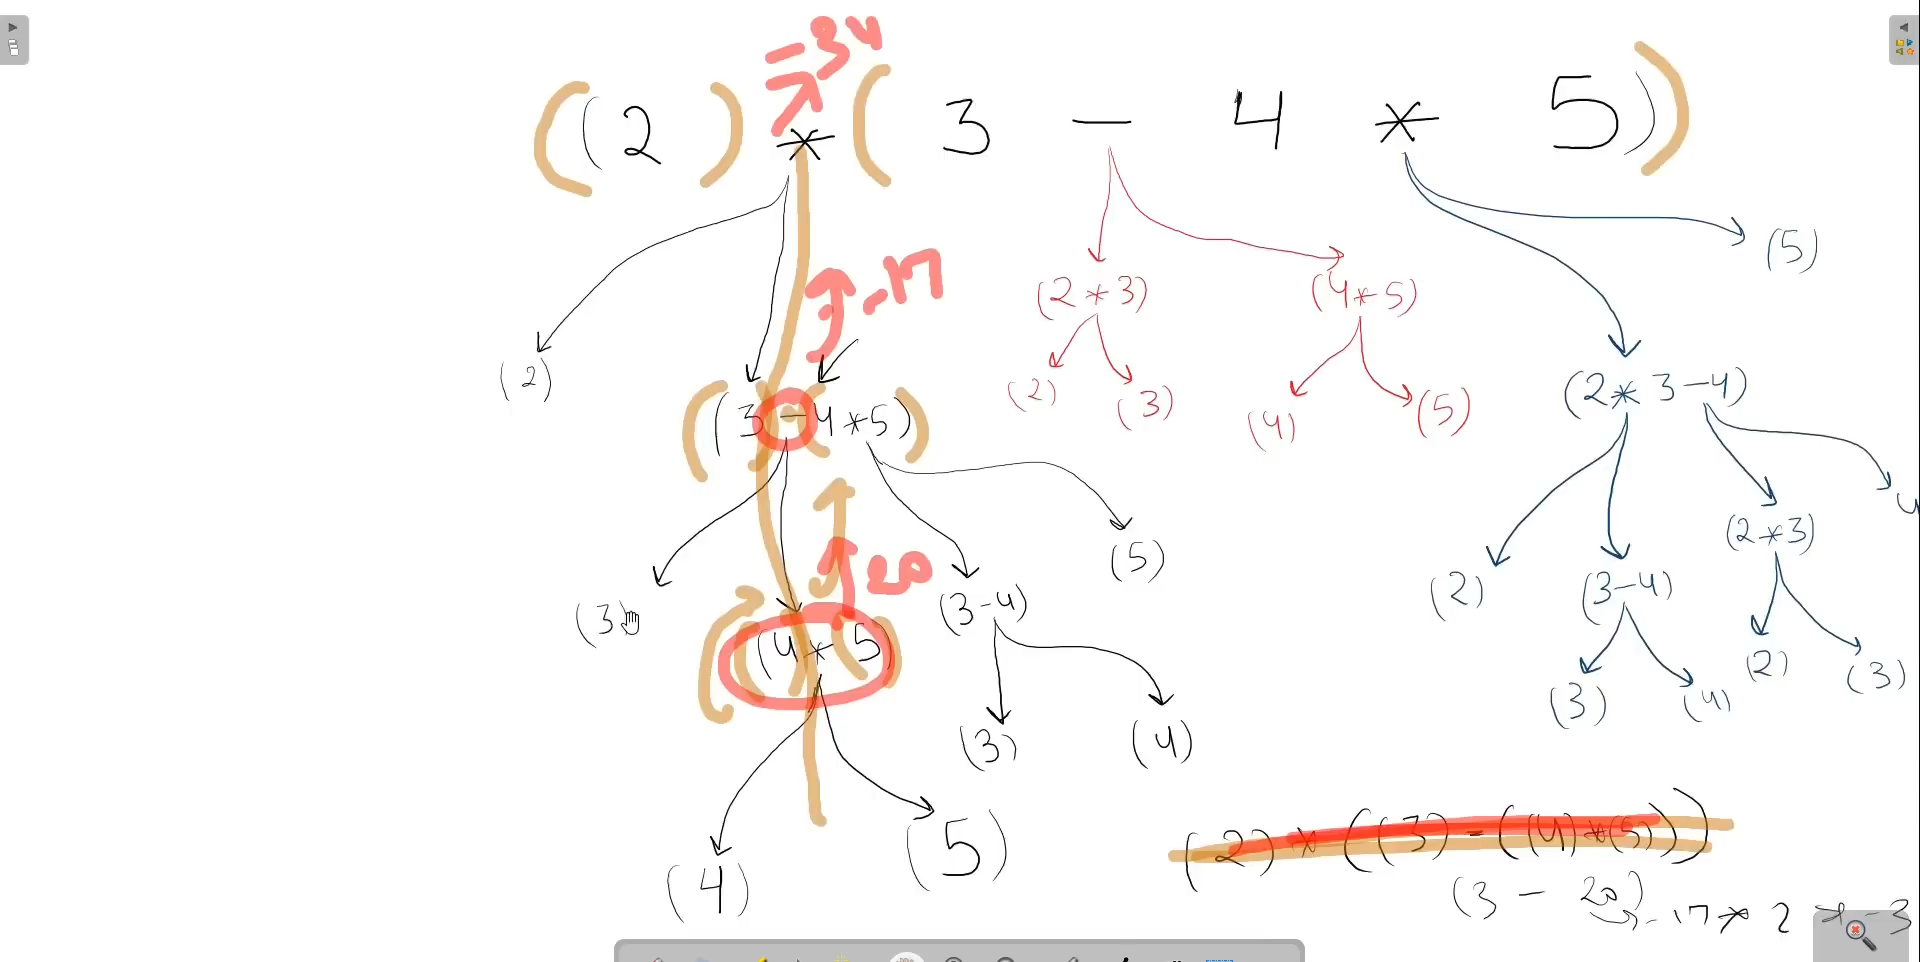 = -34
((2) * (3 - 4 * 5))
(5)
-17
(2 * 3) (4 * 5)
(2) (2) (3) (4) (5) (2 * 3 - 4)
(3 - 4 * 5)
4
20
(2 * 3)
(5)
(3) (3 - 4) (2) (3 - 4)
(4 * 5)
(2) (3)
(3) (4) (3) (4)
(4) (5)
(2) * ((3) - ((4) * (5)))
(3 - 20)
-17 * 2 -3